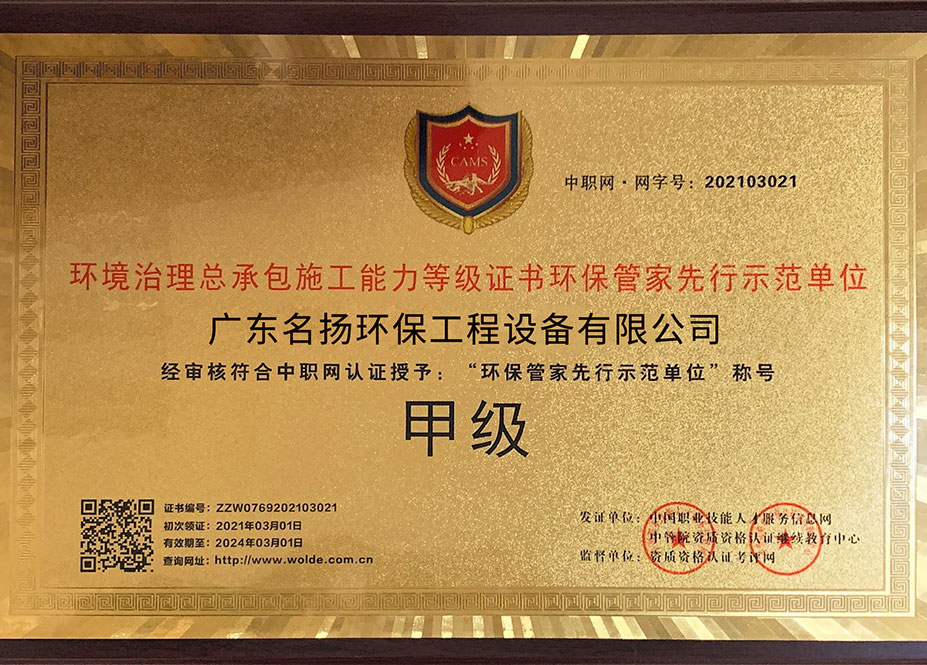 CAMS
中职网·网字号：202103021
环境治理总承包施工能力等级证书环保管家先行示范单位
广东名扬环保工程设备有限公司
经审核符合中职网认证授予：“环保管家先行示范单位”称号
甲级
证书编号：ZZW0769202103021
初次领证：2021年03月01日
有效期至：2024年03月01日
查询网址：http://www.wolde.com.cn
发证单位：中国职业技能人才服务信息网
中管院资质资格认证继续教育中心
监督单位：资质资格认证考评网